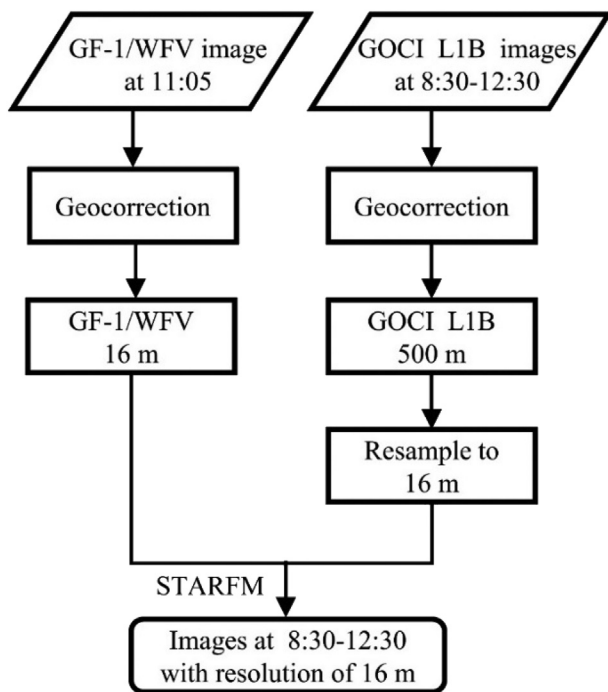 GF-1/WFV image
at 11:05
GOCI L1B images
at 8:30-12:30
Geocorrection
Geocorrection
GF-1/WFV
16 m
GOCI L1B
500 m
Resample to
16 m
STARFM
Images at 8:30-12:30
with resolution of 16 m